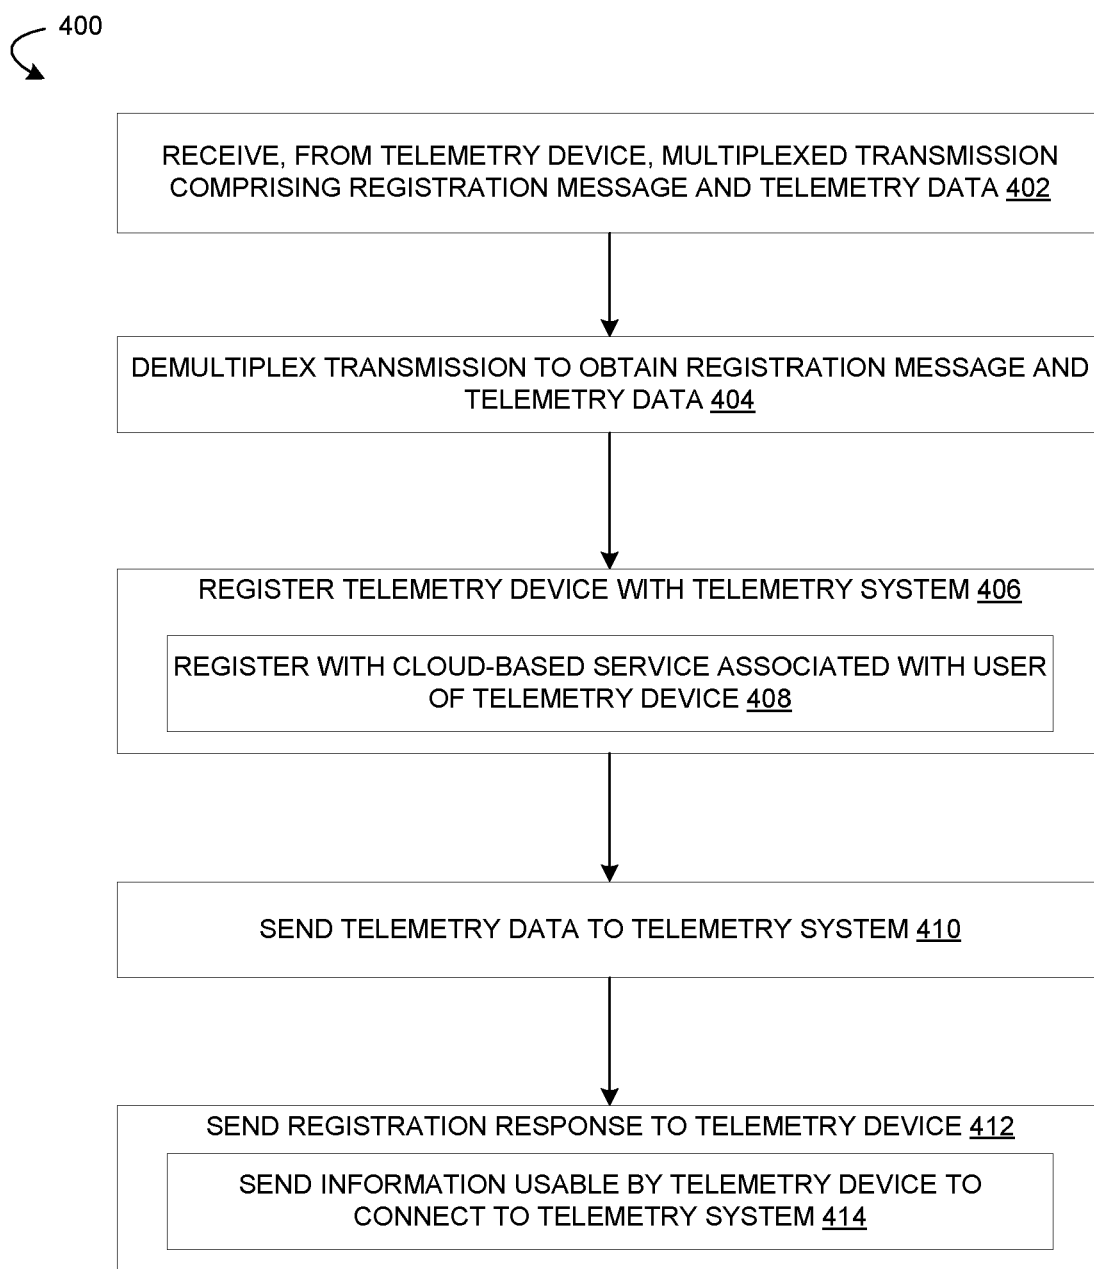 400
RECEIVE, FROM TELEMETRY DEVICE, MULTIPLEXED TRANSMISSION
COMPRISING REGISTRATION MESSAGE AND TELEMETRY DATA 402
DEMULTIPLEX TRANSMISSION TO OBTAIN REGISTRATION MESSAGE AND
TELEMETRY DATA 404
REGISTER TELEMETRY DEVICE WITH TELEMETRY SYSTEM 406
REGISTER WITH CLOUD-BASED SERVICE ASSOCIATED WITH USER
OF TELEMETRY DEVICE 408
SEND TELEMETRY DATA TO TELEMETRY SYSTEM 410
SEND REGISTRATION RESPONSE TO TELEMETRY DEVICE 412
SEND INFORMATION USABLE BY TELEMETRY DEVICE TO
CONNECT TO TELEMETRY SYSTEM 414